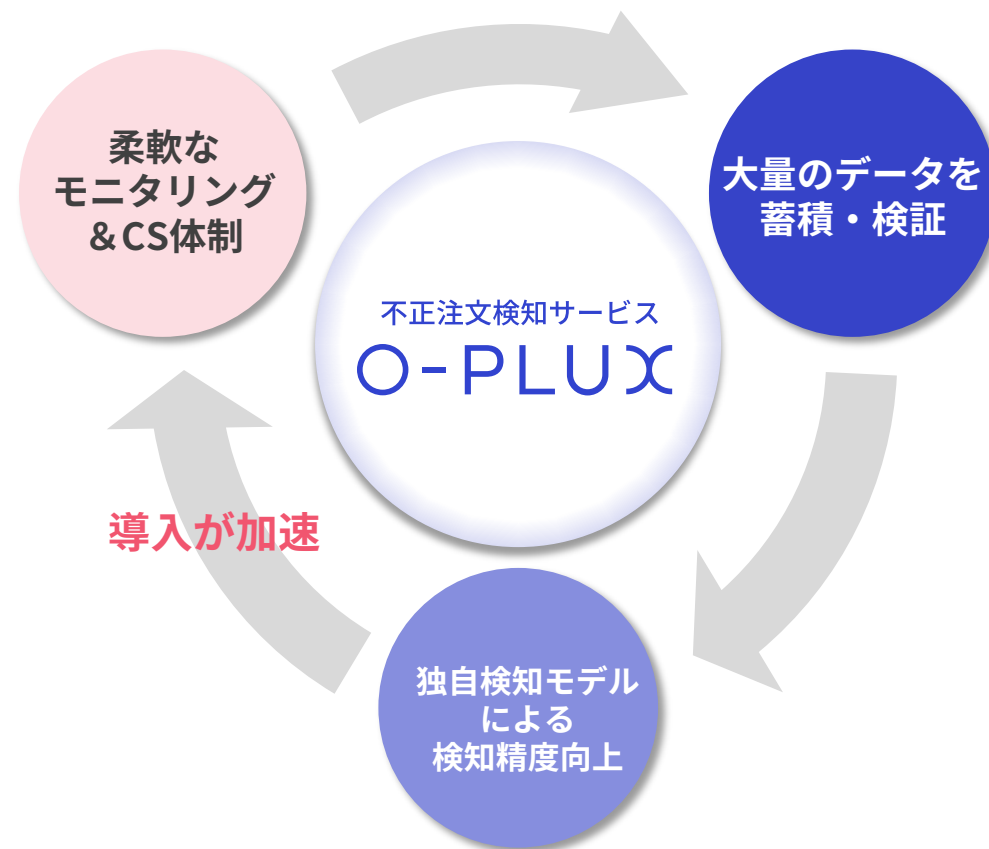 柔軟な
モニタリング
＆CS体制
大量のデータを
蓄積・検証
不正注文検知サービス
O-PLUX
導入が加速
独自検知モデル
による
検知精度向上